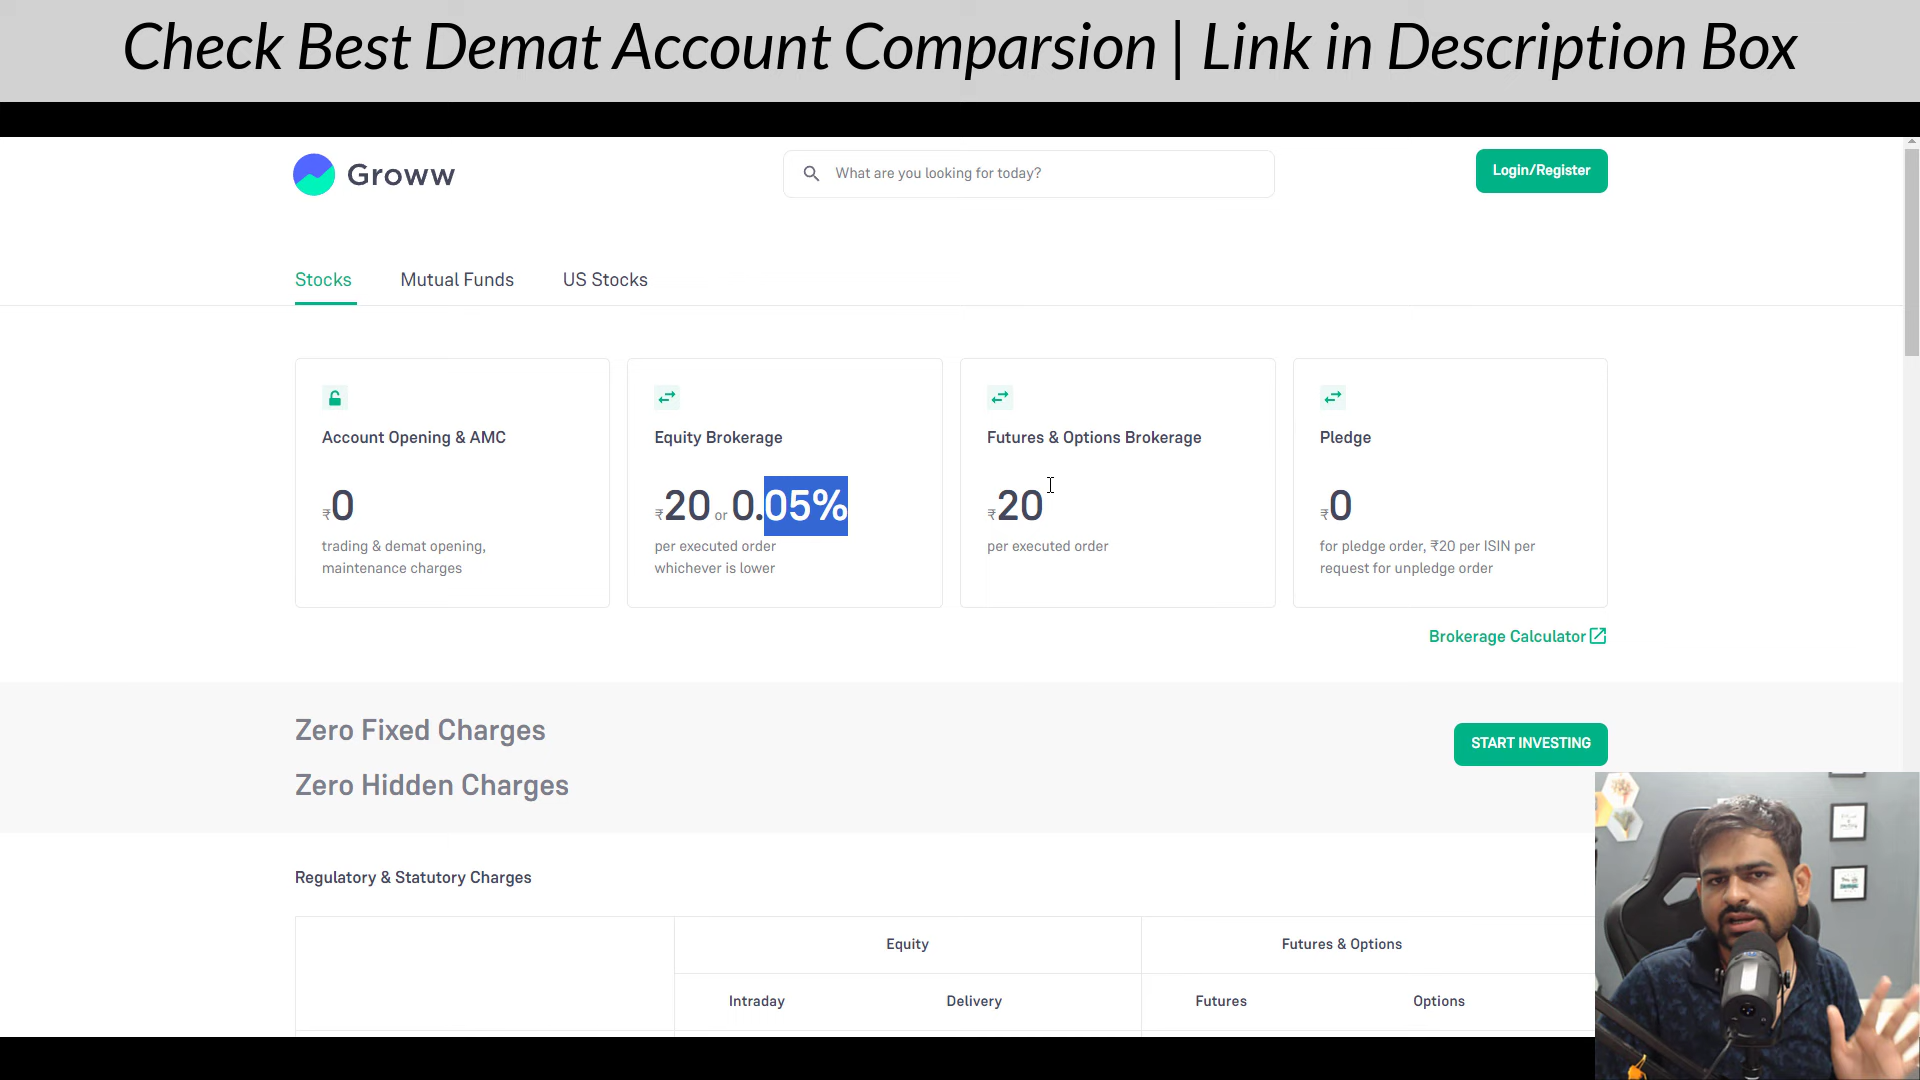 Check Best Demat Account Comparsion | Link in Description Box
Groww
What are you looking for today?
Login/Register
Stocks
Mutual Funds
US Stocks
Account Opening & AMC
₹0
trading & demat opening,
maintenance charges
Equity Brokerage
₹20 or 0.05%
per executed order
whichever is lower
Futures & Options Brokerage
₹20
per executed order
Pledge
₹0
for pledge order, ₹20 per ISIN per
request for unpledge order
Brokerage Calculator
Zero Fixed Charges
Zero Hidden Charges
START INVESTING
Regulatory & Statutory Charges
Equity
Futures & Options
Intraday
Delivery
Futures
Options